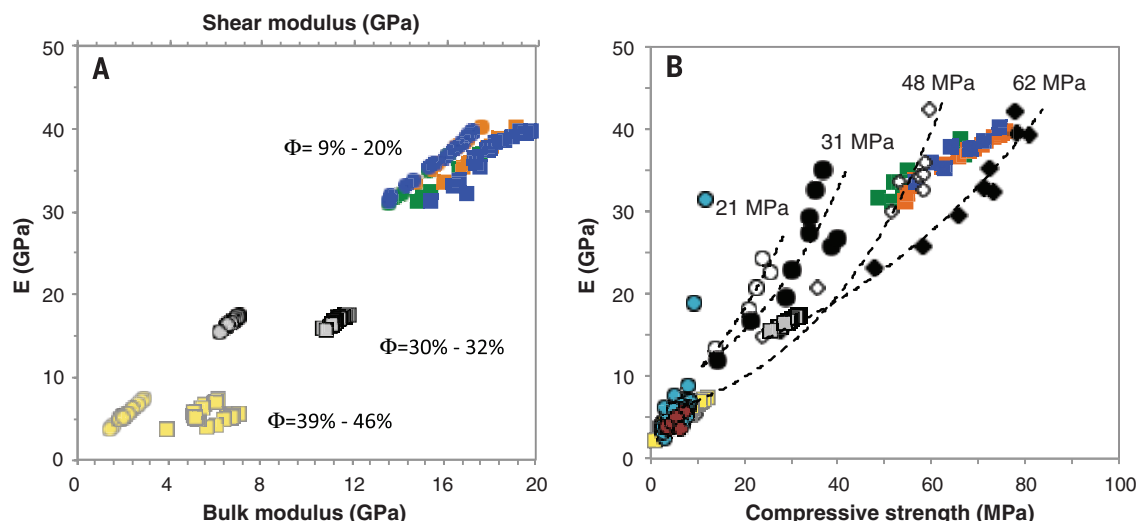 Shear modulus (GPa)
A
E (GPa)
50
40
30
20
10
0
Φ= 9% - 20%
Φ=30% - 32%
Φ=39% - 46%
0 4 8 12 16 20
Bulk modulus (GPa)
B
E (GPa)
50
40
30
20
10
0
48 MPa 62 MPa
31 MPa
21 MPa
0 20 40 60 80 100
Compressive strength (MPa)